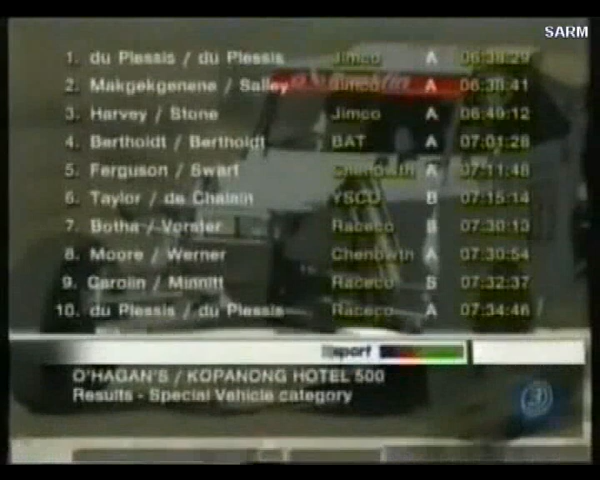 SARM
1. du Plessis / du Plessis Jimco A 06:38:29
2. Makgekgenene / Salley Jimco A 06:38:41
3. Harvey / Stone Jimco A 06:49:12
4. Bertholdt / Bertholdt BAT A 07:01:28
5. Ferguson / Swart Chenowth A 07:11:48
6. Taylor / de Chalain YSCO B 07:15:14
7. Botha / Vorster Raceco 07:30:13
8. Moore / Werner Chenowth A 07:30:54
9. Carolin / Minnitt Raceco S 07:32:37
10. du Plessis / du Plessis Raceco A 07:34:46
sport
O'HAGAN'S / KOPANONG HOTEL 500
Results - Special Vehicle category
3